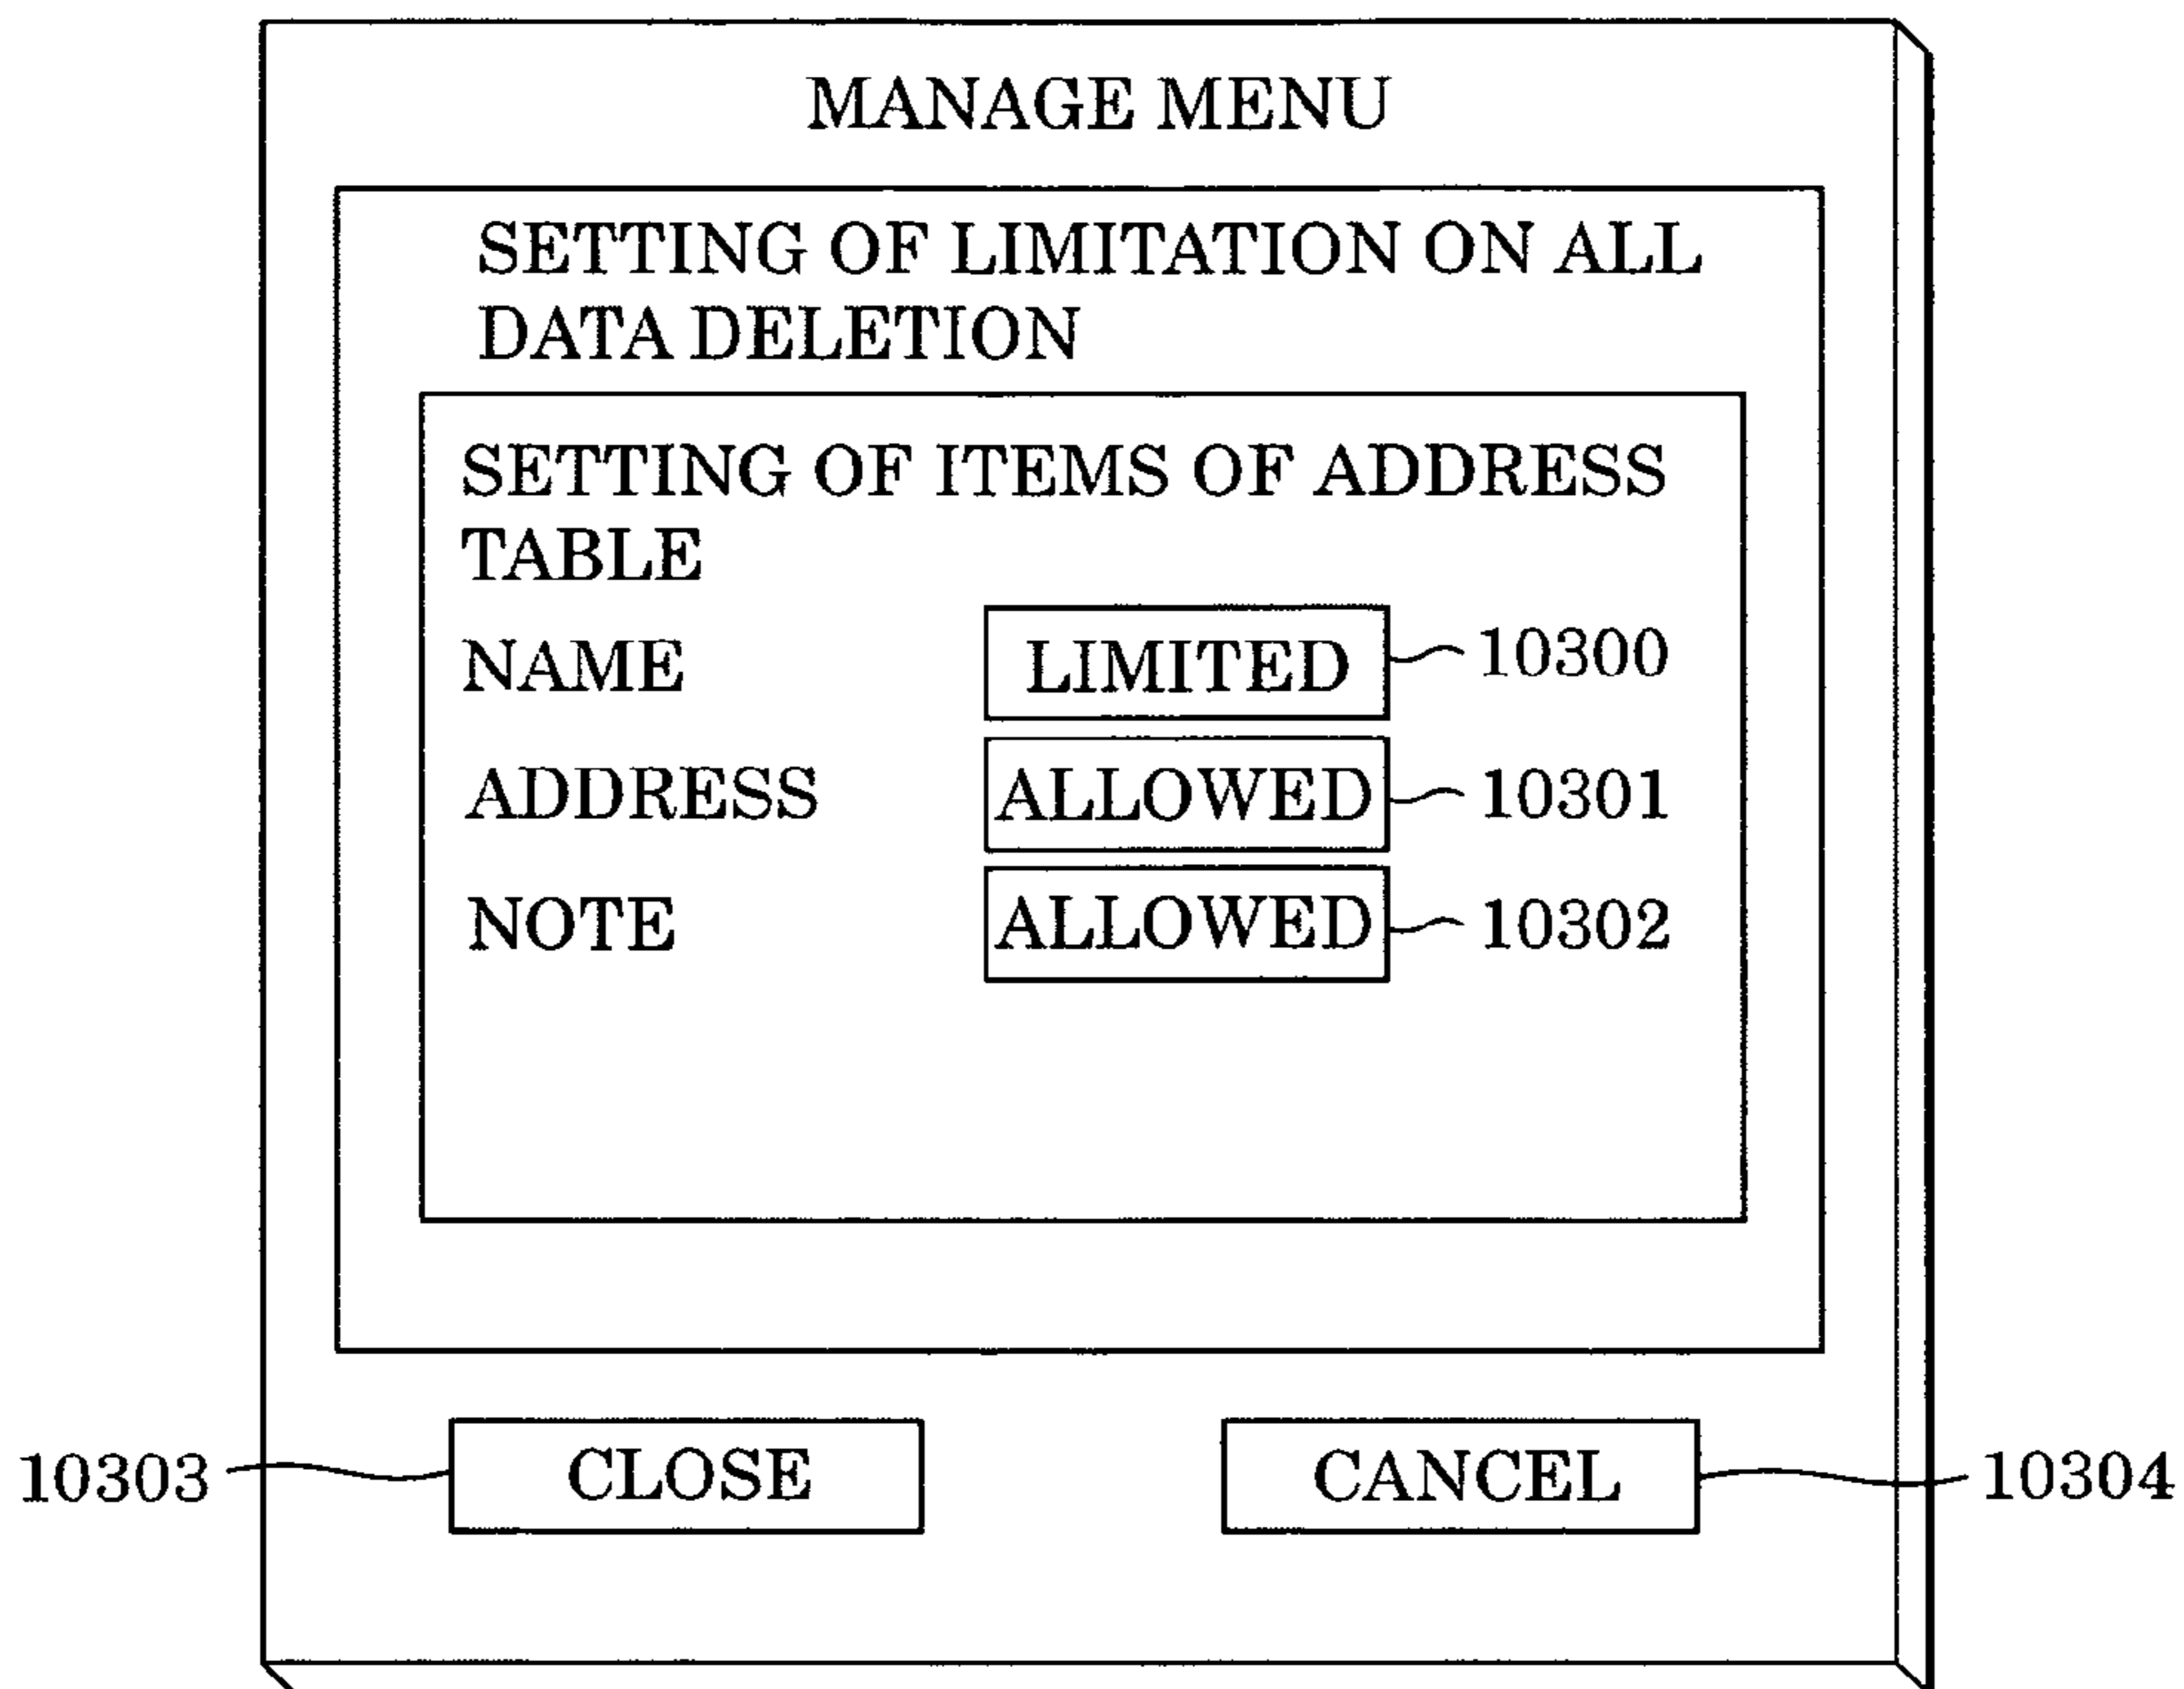 MANAGE MENU
SETTING OF LIMITATION ON ALL
DATA DELETION
SETTING OF ITEMS OF ADDRESS
TABLE
NAME LIMITED 10300
ADDRESS ALLOWED 10301
NOTE ALLOWED 10302
10303 CLOSE CANCEL 10304